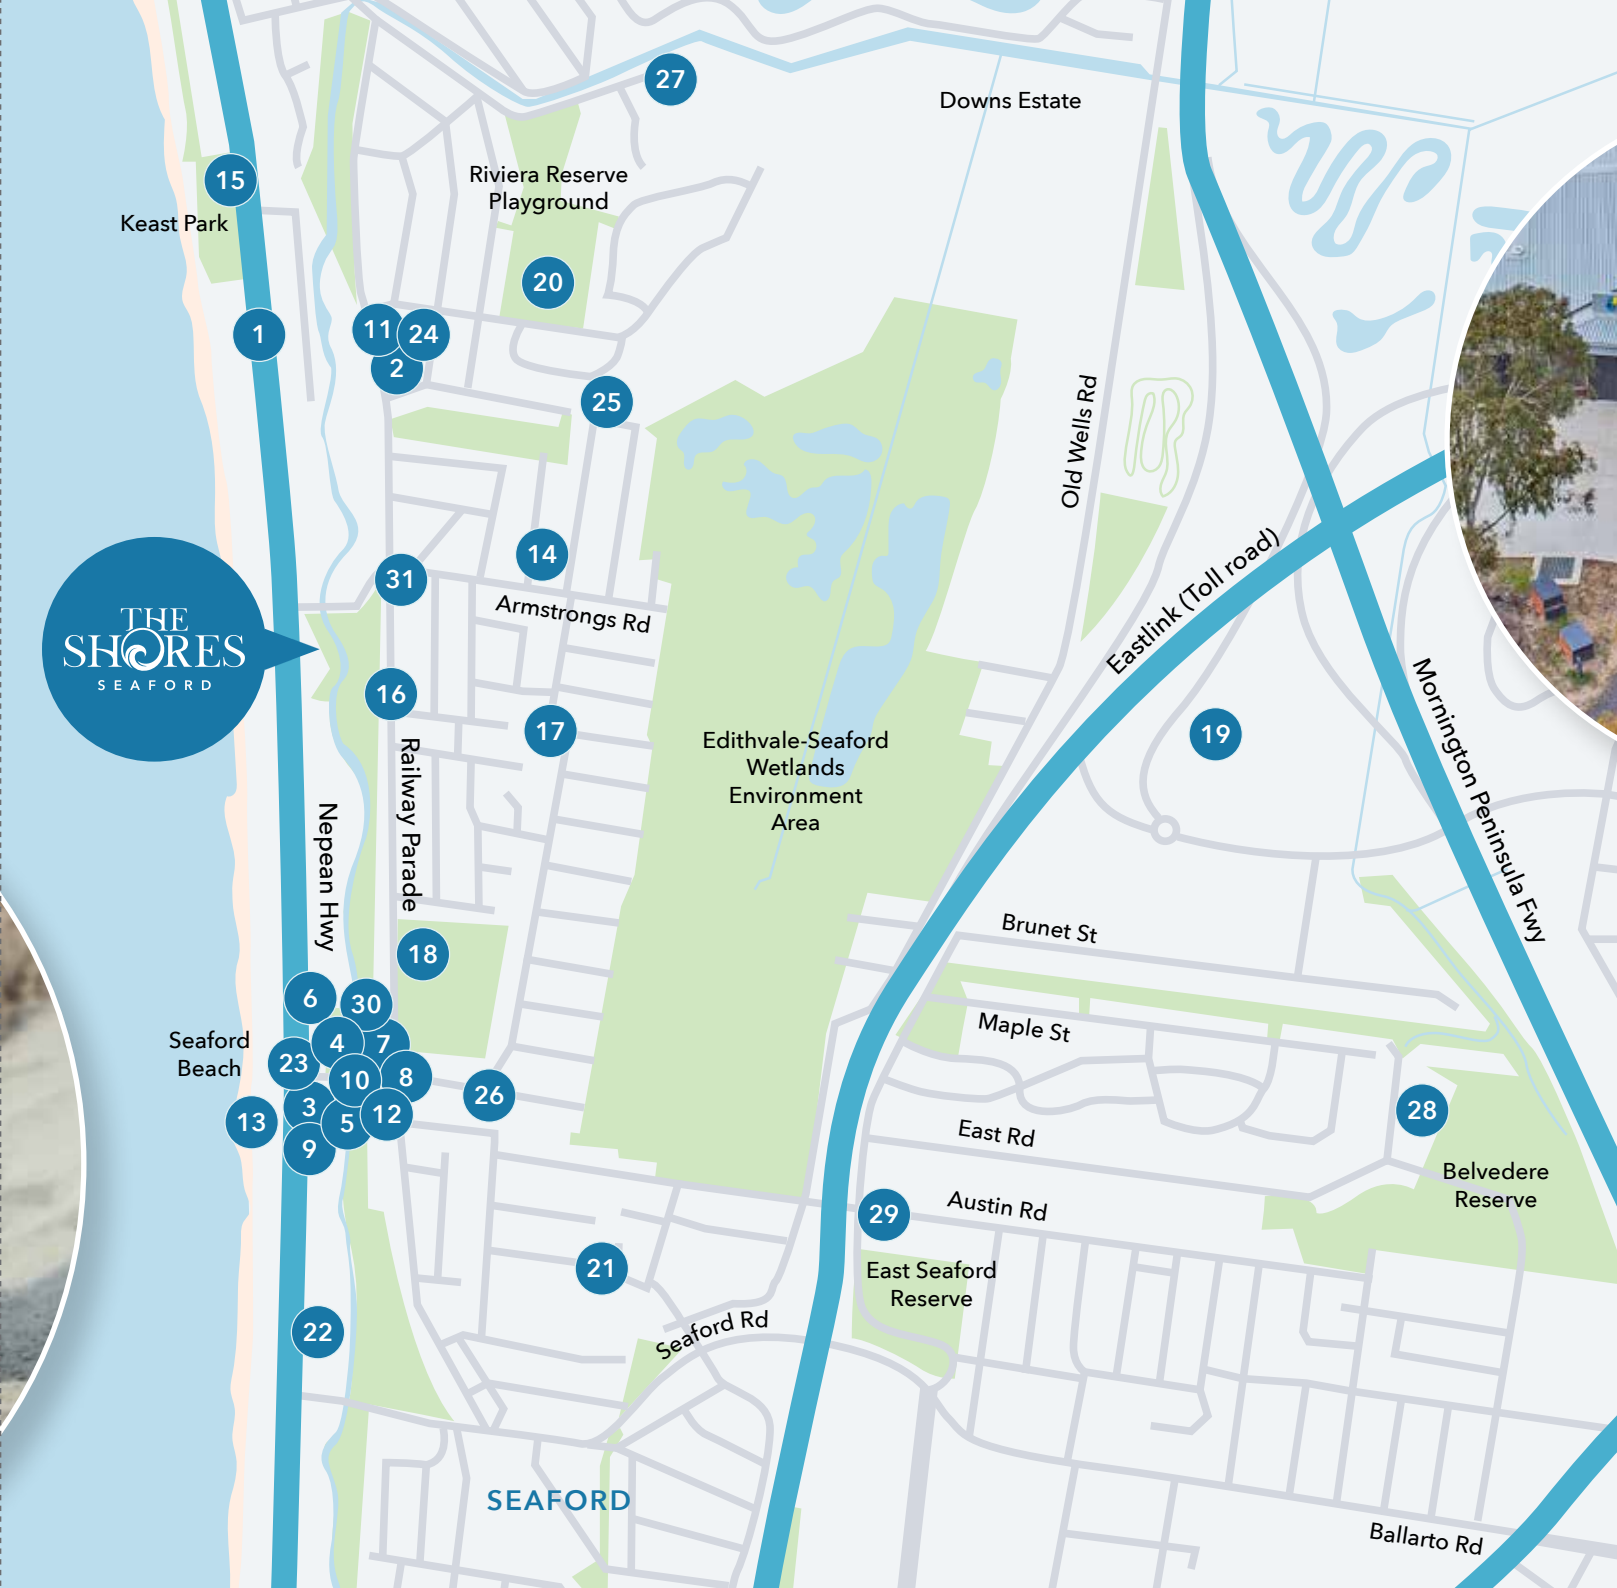 27
Downs Estate
15
Keast Park
Riviera Reserve
Playground
20
1
11
24
2
25
Old Wells Rd
14
31
Armstrongs Rd
Eastlink (Toll road)
THE
SHORES
SEAFORD
16
17
19
Edithvale-Seaford
Wetlands
Environment
Area
Mornington Peninsula Fwy
Railway Parade
Nepean Hwy
18
Brunet St
6
30
Maple St
Seaford
Beach
4
7
23
10
8
26
3
12
13
5
9
28
East Rd
Belvedere
Reserve
29
Austin Rd
21
East Seaford
Reserve
22
Seaford Rd
SEAFORD
Ballarto Rd